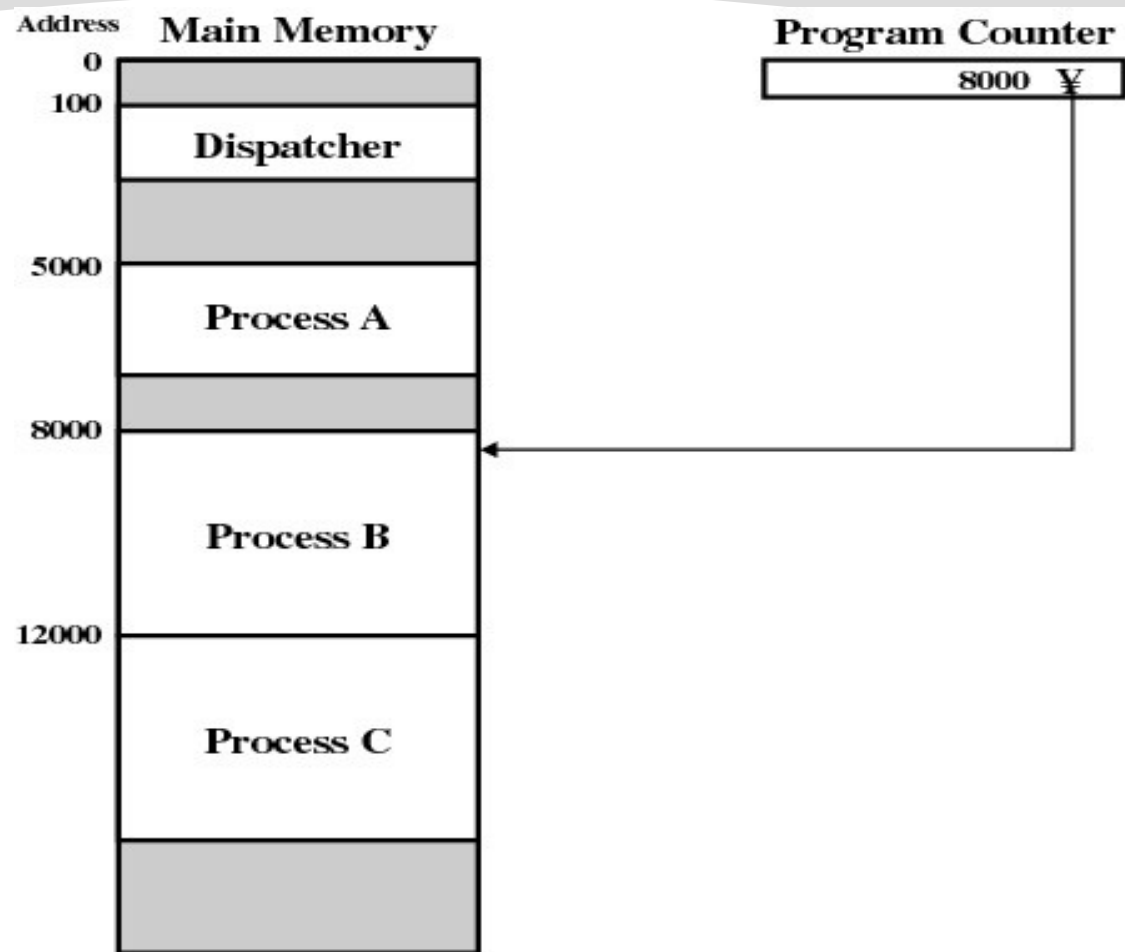 Address
Main Memory
0
100
Dispatcher
5000
Process A
8000
Process B
12000
Process C
Program Counter
8000 ¥